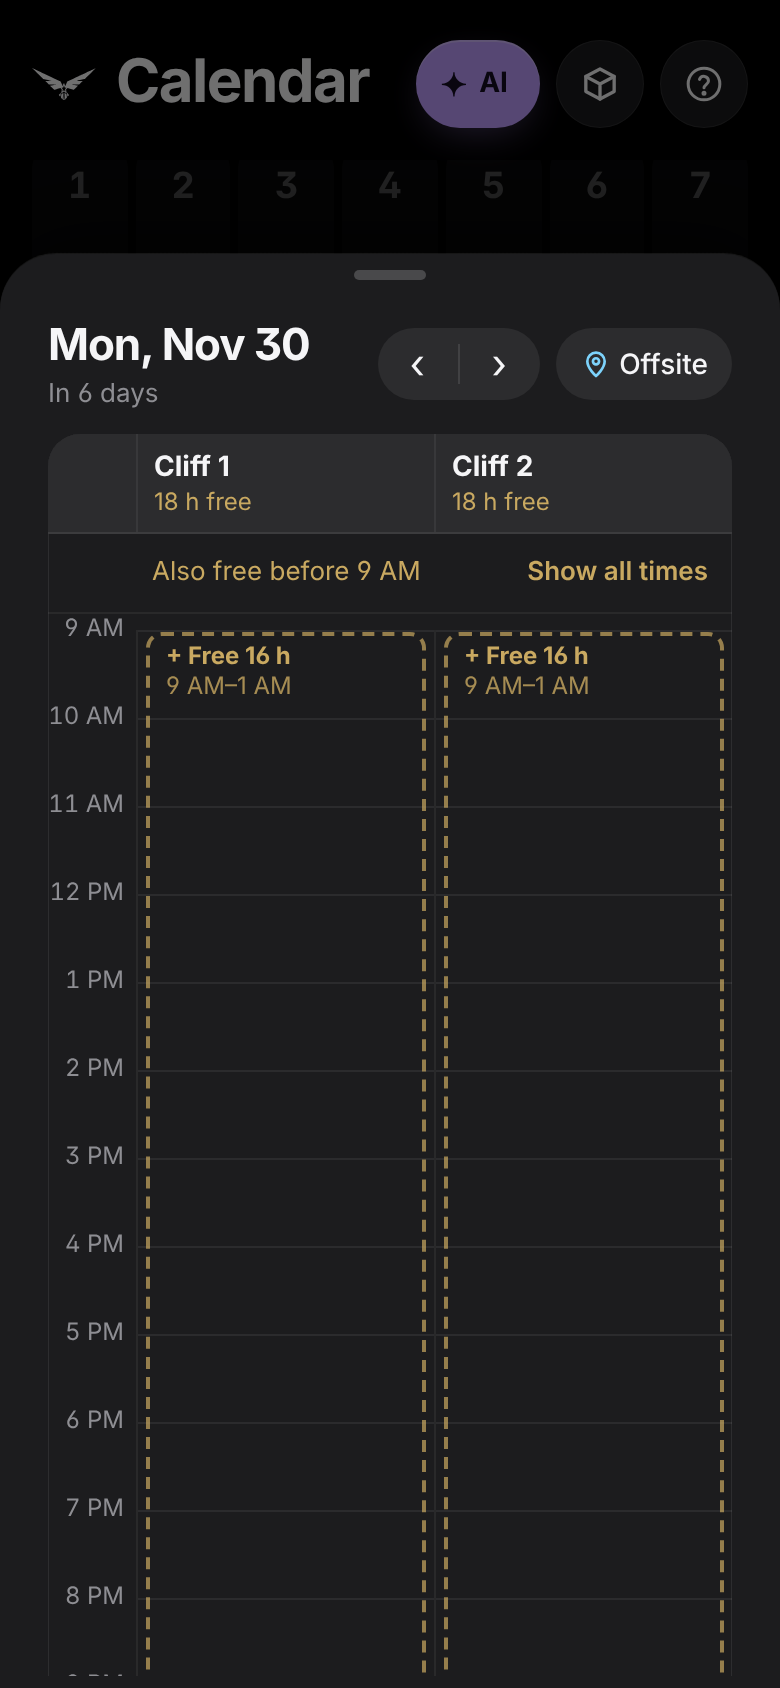 Calendar
AI
1 2 3 4 5 6 7
Mon, Nov 30
In 6 days
‹ ›
Offsite
Cliff 1
18 h free
Cliff 2
18 h free
Also free before 9 AM
Show all times
9 AM
+ Free 16 h
9 AM–1 AM
+ Free 16 h
9 AM–1 AM
10 AM
11 AM
12 PM
1 PM
2 PM
3 PM
4 PM
5 PM
6 PM
7 PM
8 PM